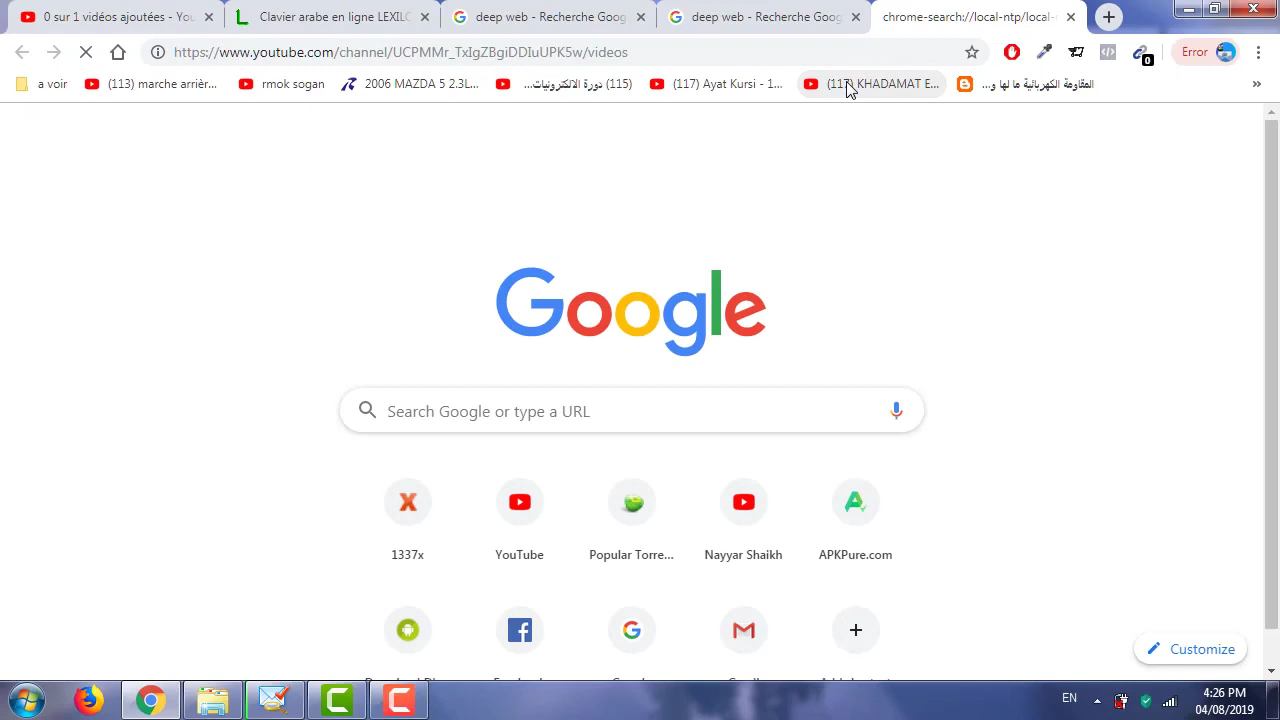 0 sur 1 vidéos ajoutées - You
Clavier arabe en ligne LEXILO
deep web - Recherche Goog
deep web - Recherche Goog
chrome-search://local-ntp/local-
https://www.youtube.com/channel/UCPMMr_TxIgZBgiDDIuUPK5w/videos
0
Error
a voir
(113) marche arrièr...
rmok sogan
2006 MAZDA 5 2.3L...
(115) دورة الالكترونيات...
(117) Ayat Kursi - 1...
(117) KHADAMAT E...
المقاومة الكهربائية ما لها و...
»
Google
Search Google or type a URL
1337x
YouTube
Popular Torre...
Nayyar Shaikh
APKPure.com
Customize
EN
4:26 PM
04/08/2019